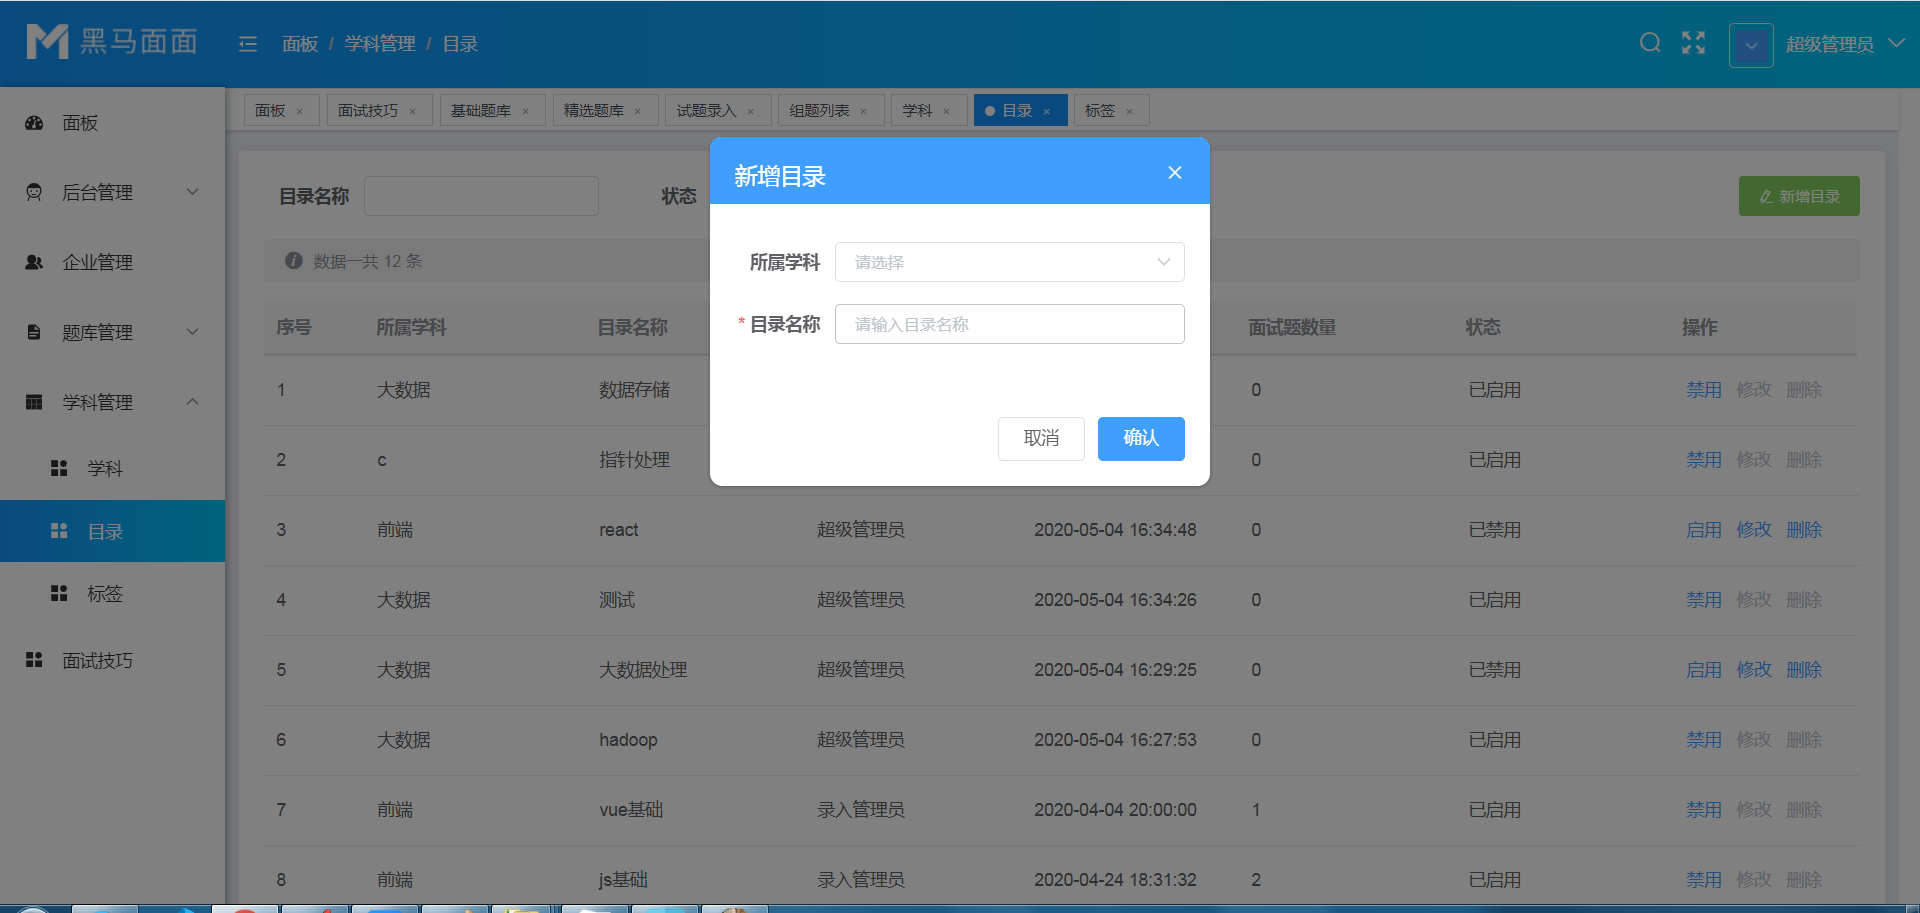 黑马面面
面板 / 学科管理 / 目录
超级管理员
面板
后台管理
企业管理
题库管理
学科管理
学科
目录
标签
面试技巧
面板 × 面试技巧 × 基础题库 × 精选题库 × 试题录入 × 组题列表 × 学科 × 目录 × 标签 ×
目录名称 状态 新增目录
数据一共 12 条
新增目录 ×
所属学科 请选择
* 目录名称 请输入目录名称
取消 确认
序号 所属学科 目录名称 面试题数量 状态 操作
1 大数据 数据存储 0 已启用 禁用 修改 删除
2 c 指针处理 0 已启用 禁用 修改 删除
3 前端 react 超级管理员 2020-05-04 16:34:48 0 已禁用 启用 修改 删除
4 大数据 测试 超级管理员 2020-05-04 16:34:26 0 已启用 禁用 修改 删除
5 大数据 大数据处理 超级管理员 2020-05-04 16:29:25 0 已禁用 启用 修改 删除
6 大数据 hadoop 超级管理员 2020-05-04 16:27:53 0 已启用 禁用 修改 删除
7 前端 vue基础 录入管理员 2020-04-04 20:00:00 1 已启用 禁用 修改 删除
8 前端 js基础 录入管理员 2020-04-24 18:31:32 2 已启用 禁用 修改 删除